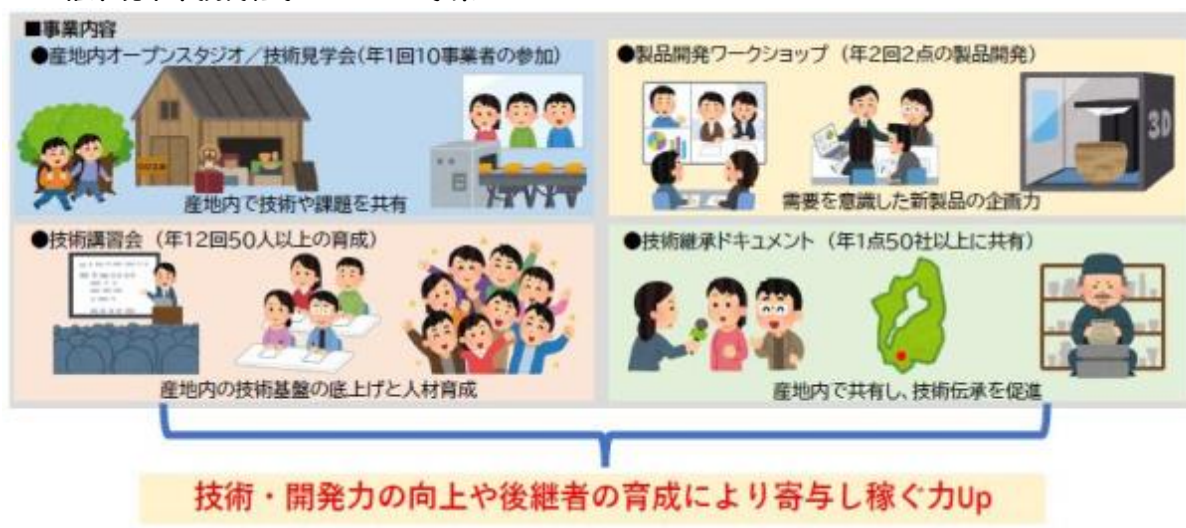 ■事業内容
●産地内オープンスタジオ/技術見学会(年1回10事業者の参加)
産地内で技術や課題を共有
●製品開発ワークショップ (年2回2点の製品開発)
3D
需要を意識した新製品の企画力
●技術講習会 (年12回50人以上の育成)
産地内の技術基盤の底上げと人材育成
●技術継承ドキュメント (年1点50社以上に共有)
産地内で共有し、技術伝承を促進
技術・開発力の向上や後継者の育成により寄与し稼ぐ力Up